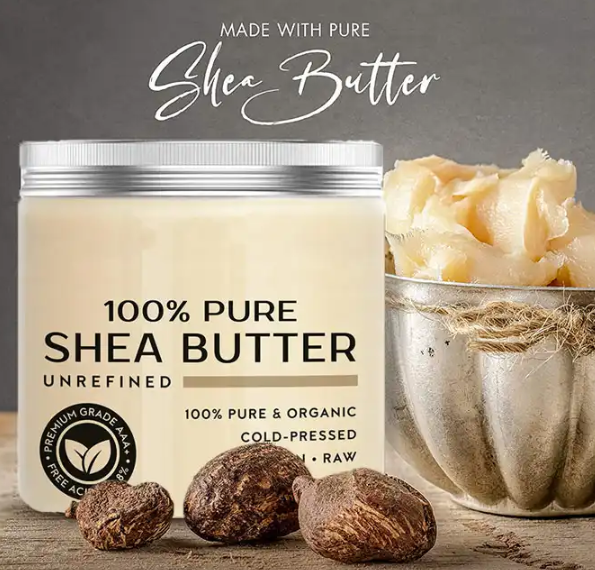 MADE WITH PURE
Shea Butter
100% PURE
SHEA BUTTER
UNREFINED
100% PURE & ORGANIC
COLD-PRESSED
• RAW
• PREMIUM GRADE AAA+ •
FREE
8%